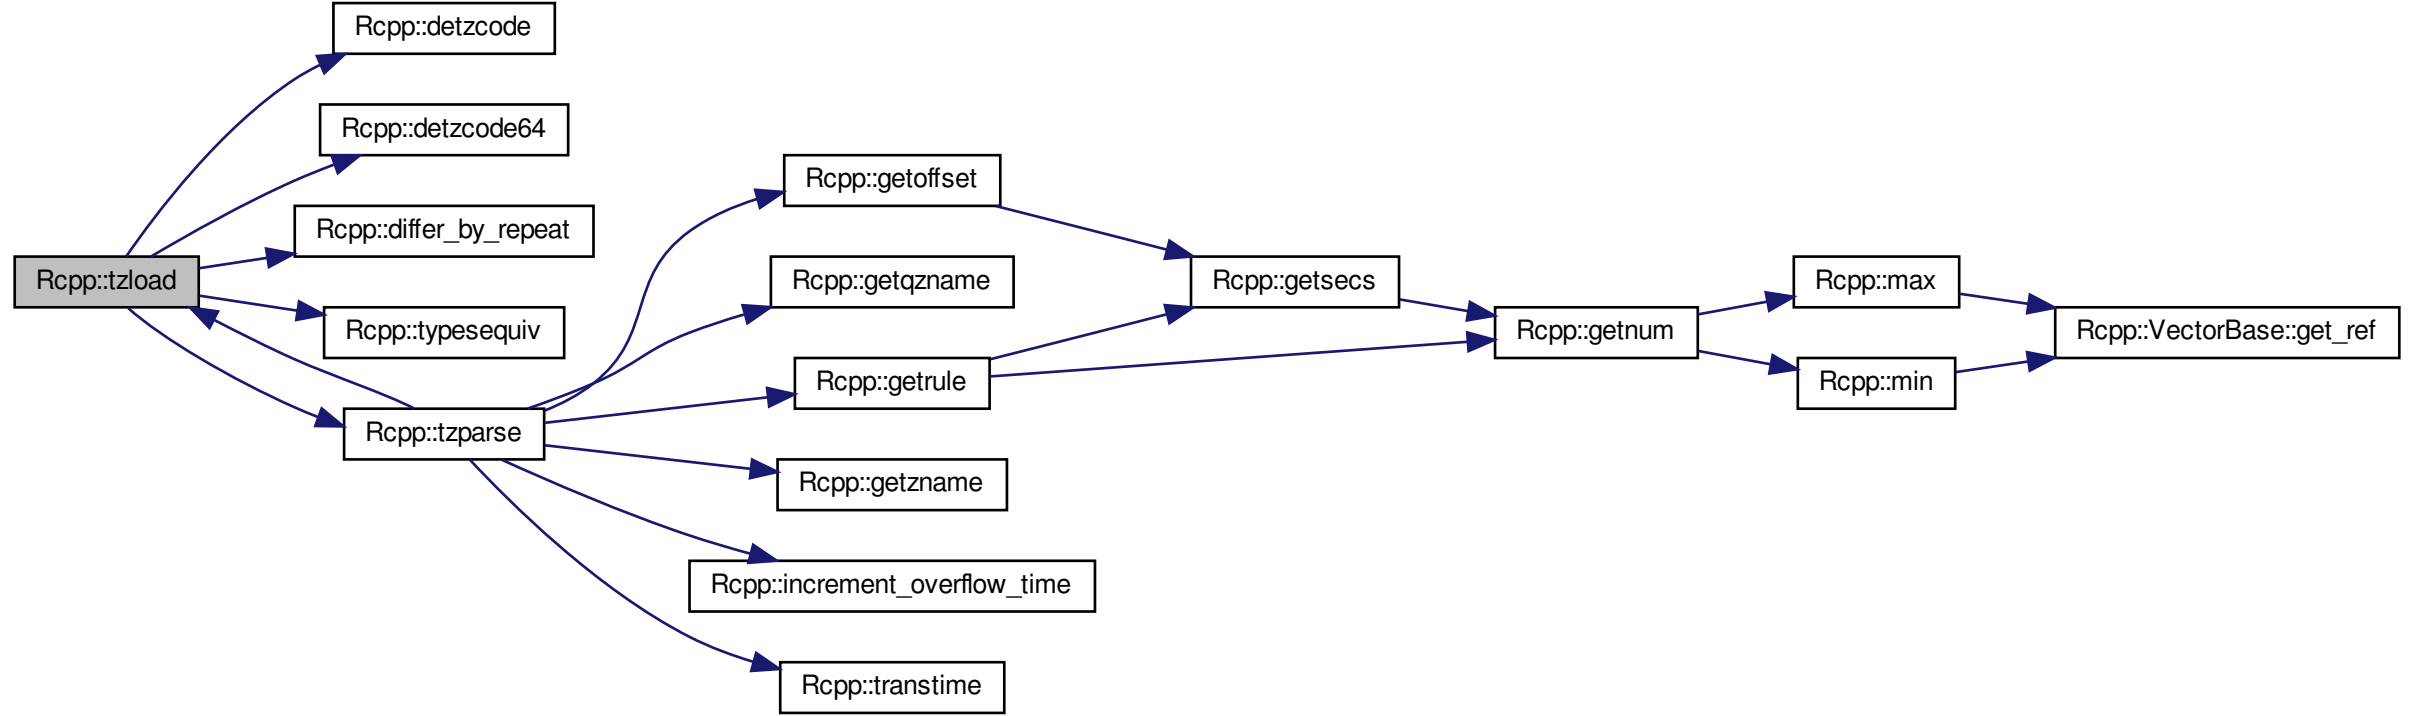 Rcpp::tzload
Rcpp::detzcode
Rcpp::detzcode64
Rcpp::differ_by_repeat
Rcpp::typesequiv
Rcpp::tzparse
Rcpp::getoffset
Rcpp::getqzname
Rcpp::getrule
Rcpp::getzname
Rcpp::increment_overflow_time
Rcpp::transtime
Rcpp::getsecs
Rcpp::getnum
Rcpp::max
Rcpp::min
Rcpp::VectorBase::get_ref